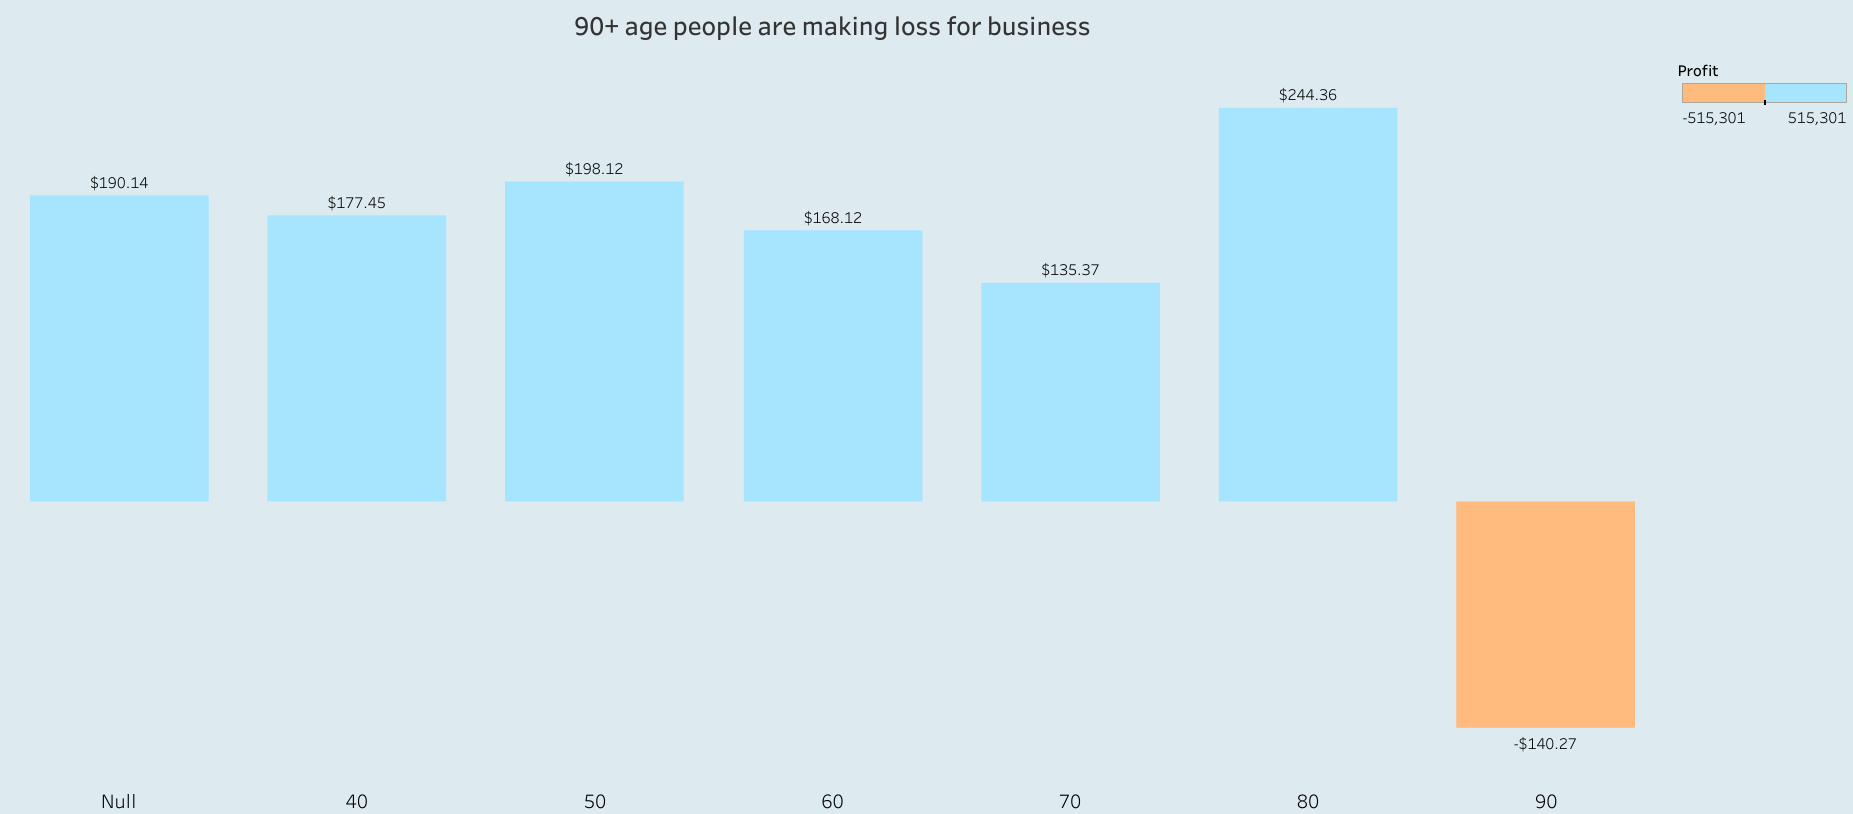 90+ age people are making loss for business
Profit
-515,301 515,301
$244.36
$198.12
$190.14
$177.45
$168.12
$135.37
-$140.27
Null 40 50 60 70 80 90